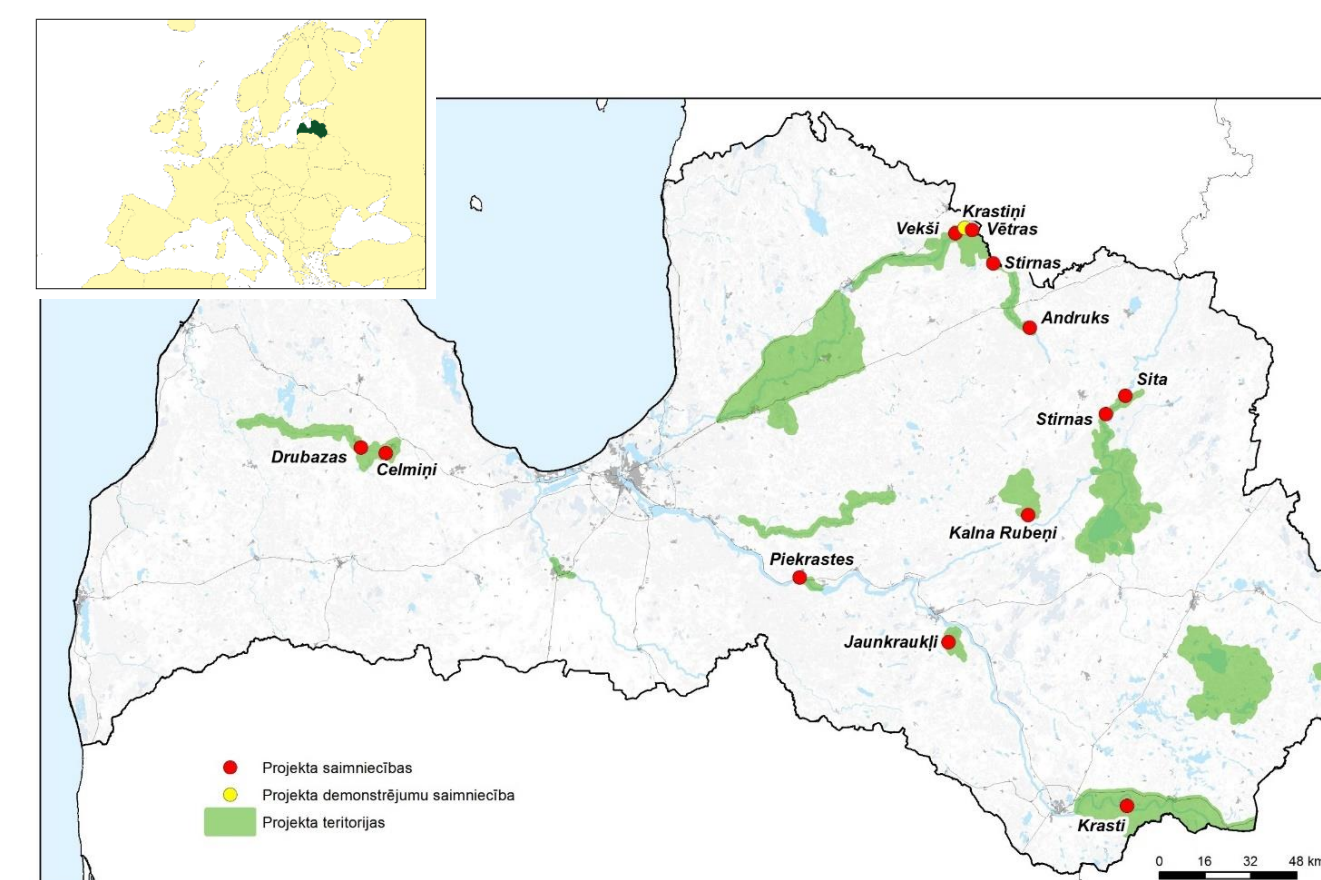 Krastiņi
Vekši
Vētras
Stirnas
Andruks
Sita
Stirnas
Drubazas
Celmiņi
Kalna Rubeņi
Piekrastes
Jaunkraukļi
Projekta saimniecības
Projekta demonstrējumu saimniecība
Projekta teritorijas
Krasti
0 16 32 48 km